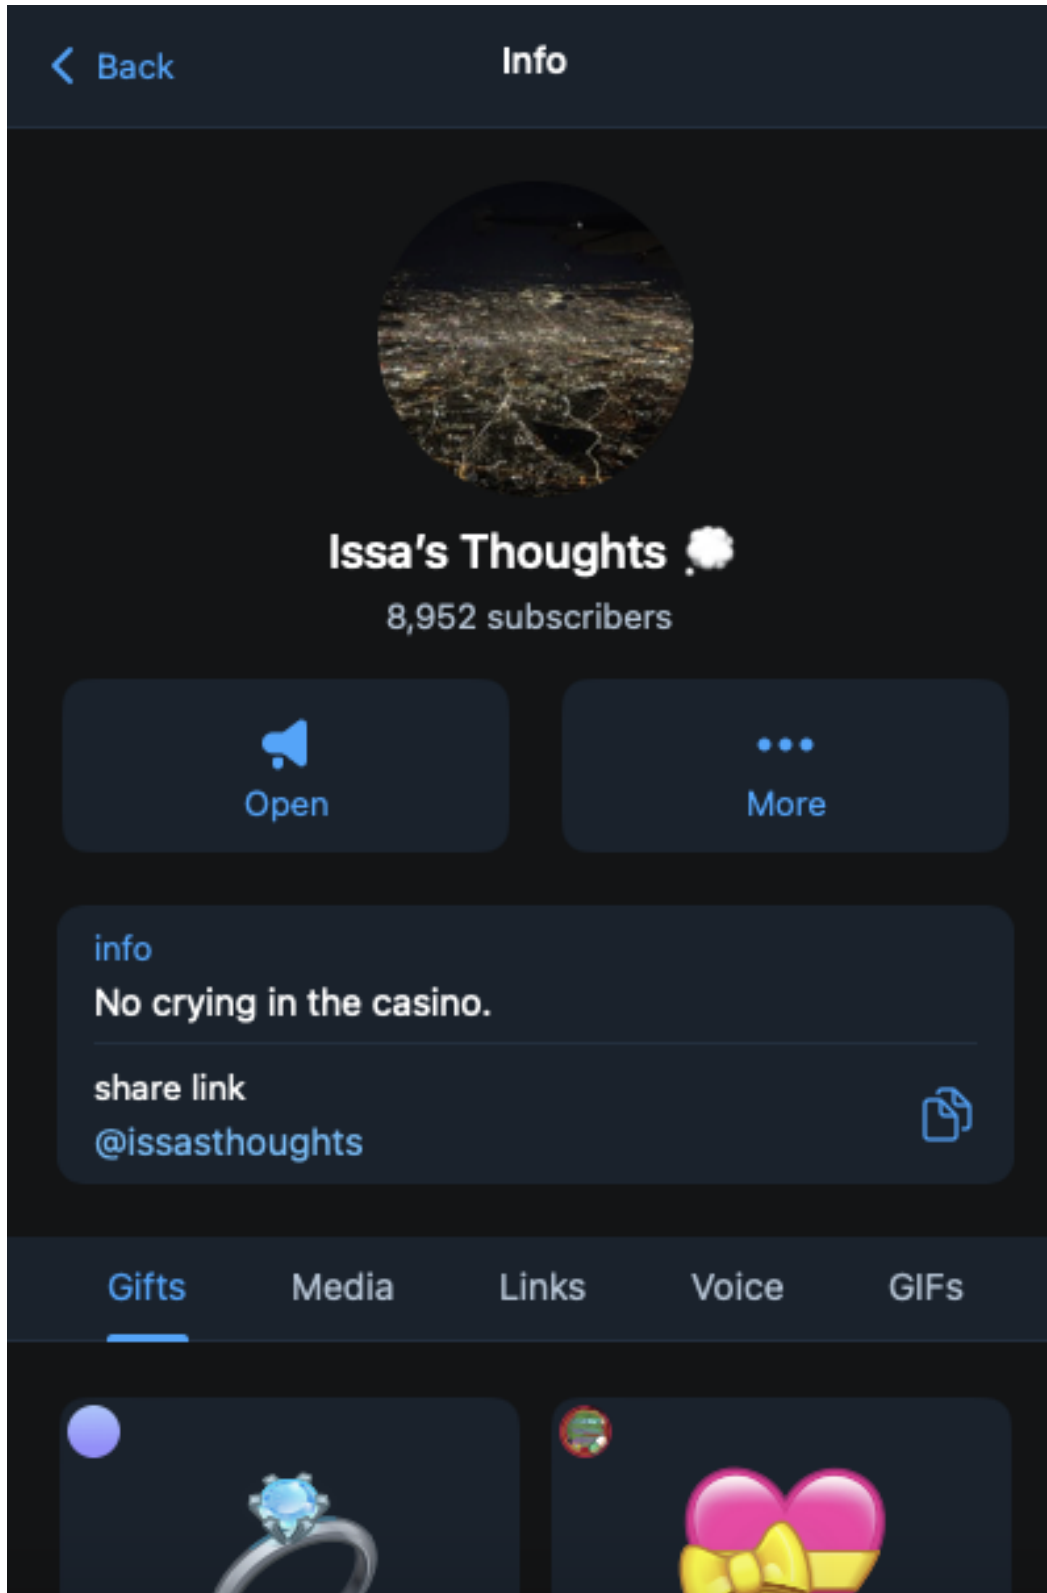 Back
Info
Issa's Thoughts 💭
8,952 subscribers
Open
More
info
No crying in the casino.
share link
@issasthoughts
Gifts
Media
Links
Voice
GIFs